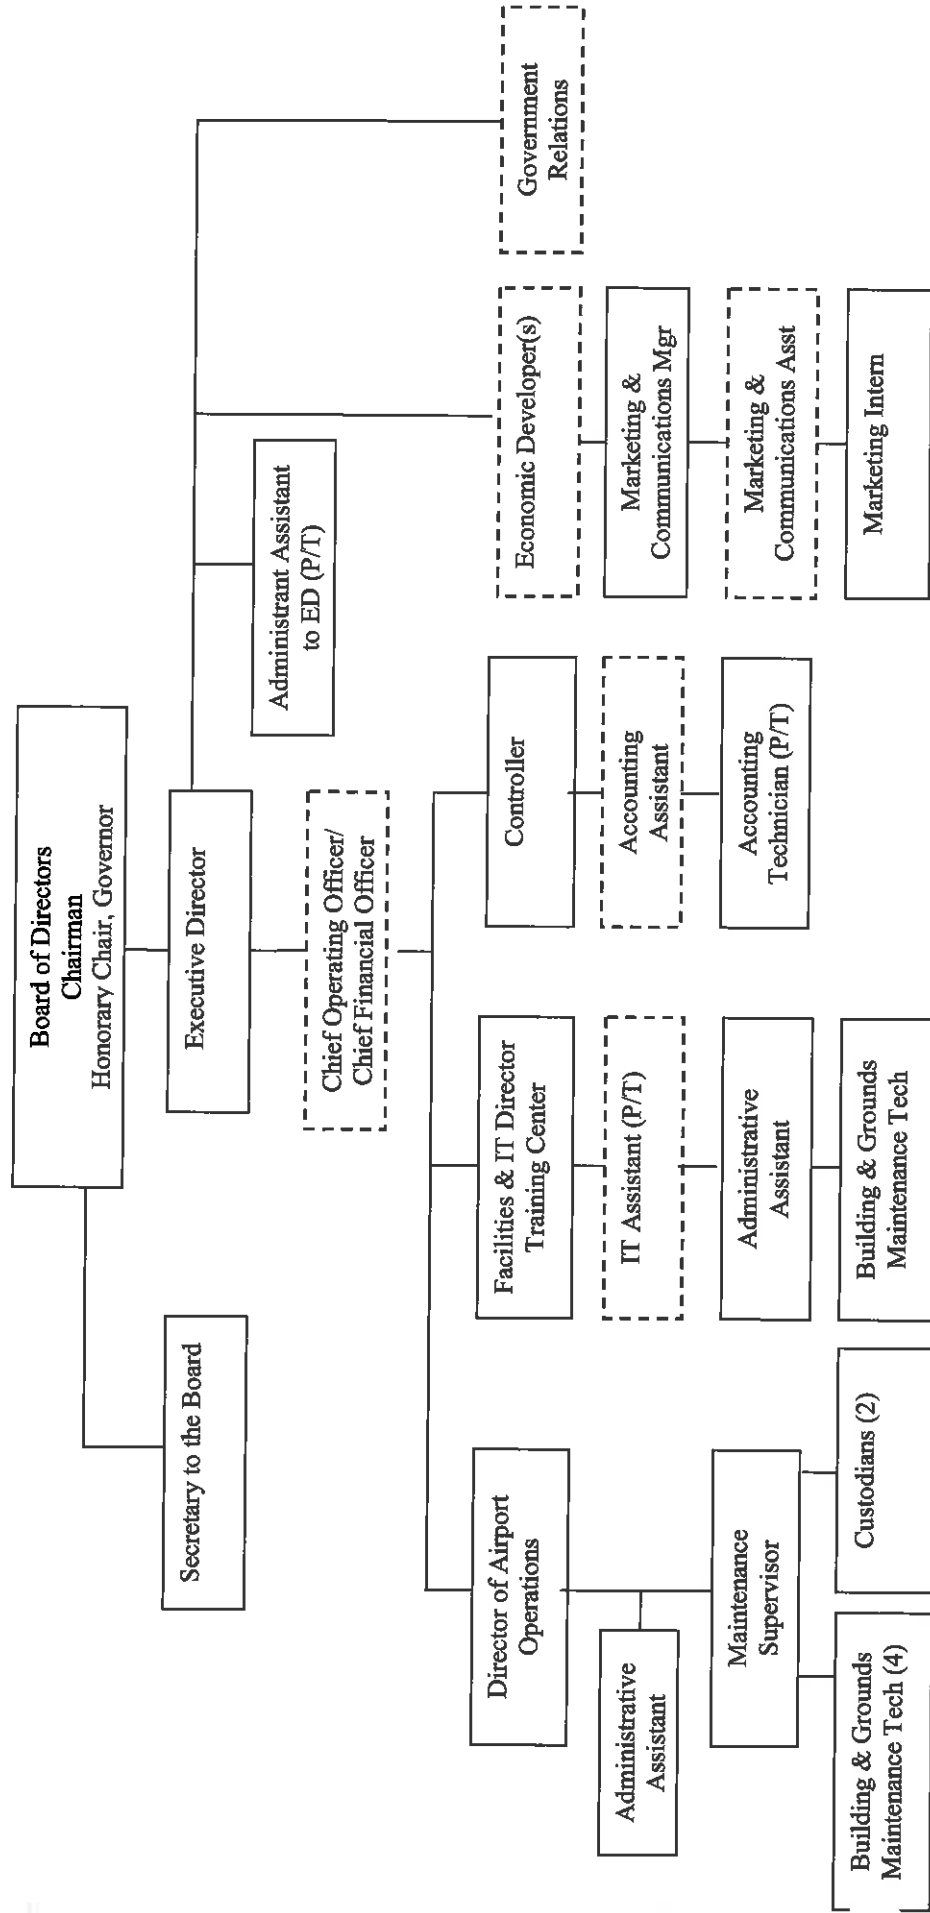 Board of Directors
Chairman
Honorary Chair, Governor
Secretary to the Board
Executive Director
Administrant Assistant
to ED (P/T)
Chief Operating Officer/
Chief Financial Officer
Director of Airport
Operations
Facilities & IT Director
Training Center
Controller
Economic Developer(s)
Government
Relations
Administrative
Assistant
IT Assistant (P/T)
Accounting
Assistant
Marketing &
Communications Mgr
Maintenance
Supervisor
Administrative
Assistant
Accounting
Technician (P/T)
Marketing &
Communications Asst
Building & Grounds
Maintenance Tech (4)
Custodians (2)
Building & Grounds
Maintenance Tech
Marketing Intern